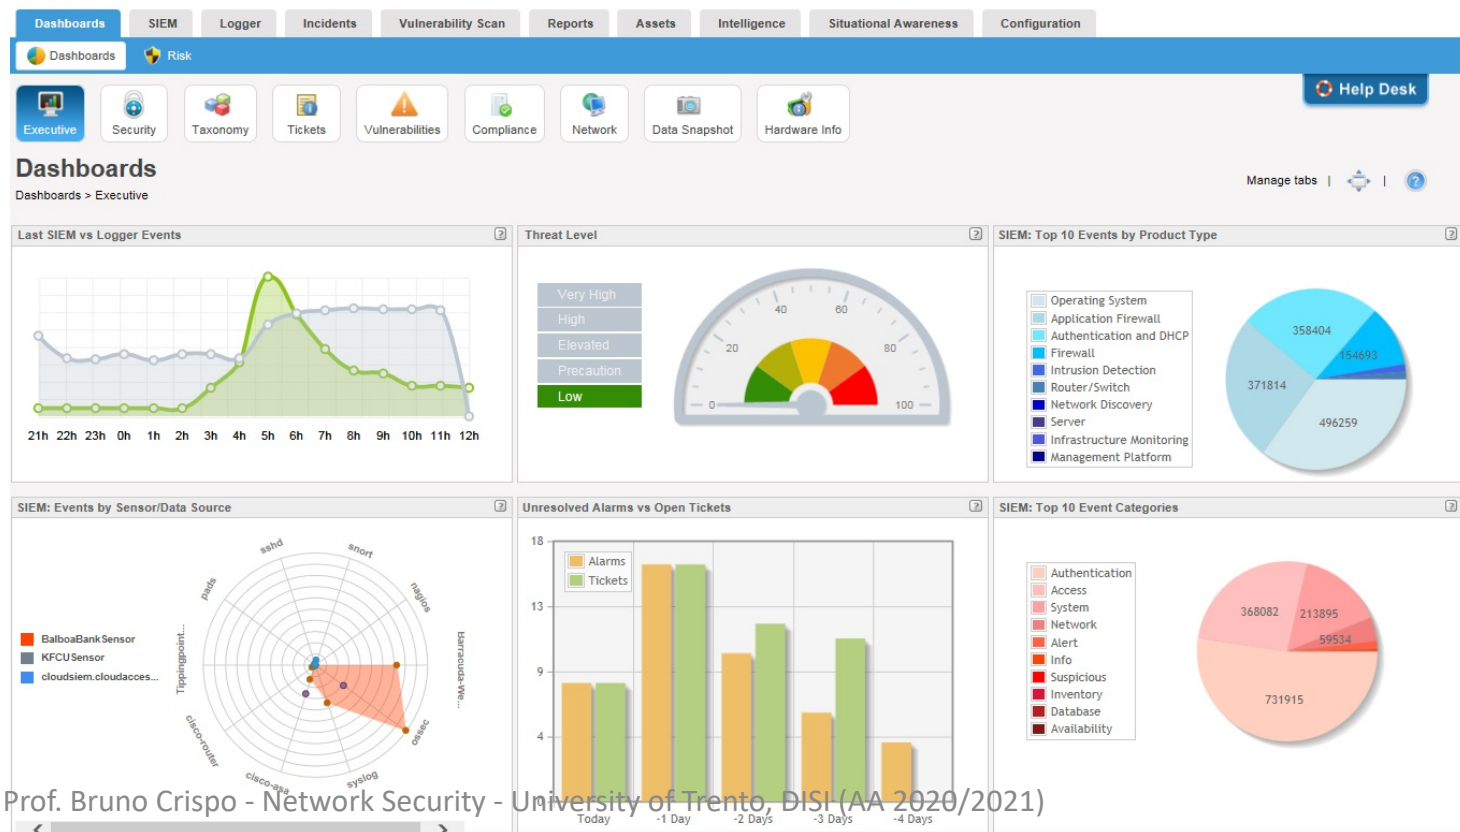 Dashboards SIEM Logger Incidents Vulnerability Scan Reports Assets Intelligence Situational Awareness Configuration
Dashboards Risk
Help Desk
Executive Security Taxonomy Tickets Vulnerabilities Compliance Network Data Snapshot Hardware Info
Dashboards
Manage tabs | |
Dashboards > Executive
Last SIEM vs Logger Events
21h 22h 23h 0h 1h 2h 3h 4h 5h 6h 7h 8h 9h 10h 11h 12h
Threat Level
Very High
High
Elevated
Precaution
Low
0 20 40 60 80 100
SIEM: Top 10 Events by Product Type
Operating System
Application Firewall
Authentication and DHCP
Firewall
Intrusion Detection
Router/Switch
Network Discovery
Server
Infrastructure Monitoring
Management Platform
358404
154693
371814
496259
SIEM: Events by Sensor/Data Source
BalboaBankSensor
KFCUSensor
cloudsiem.cloudacces...
sshd
snort
nagios
Barracuda-We...
ossec
syslog
cisco-asa
cisco-router
Tippingpoint...
pads
Unresolved Alarms vs Open Tickets
Alarms
Tickets
18
13
9
4
0
Today -1 Day -2 Days -3 Days -4 Days
SIEM: Top 10 Event Categories
Authentication
Access
System
Network
Alert
Info
Suspicious
Inventory
Database
Availability
368082
213895
59534
731915
Prof. Bruno Crispo - Network Security - University of Trento, DISI (AA 2020/2021)